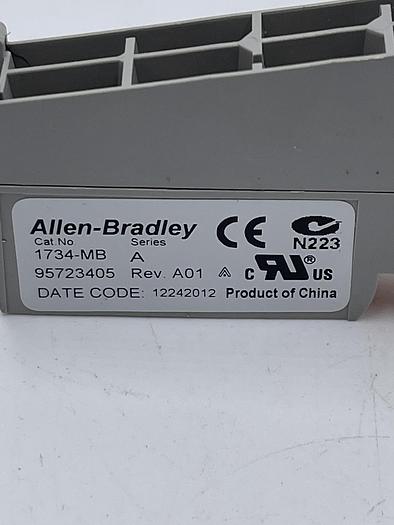 Allen-Bradley CE
Cat.No Series N223
1734-MB A
95723405 Rev. A01 c RU ® US
DATE CODE: 12242012 Product of China